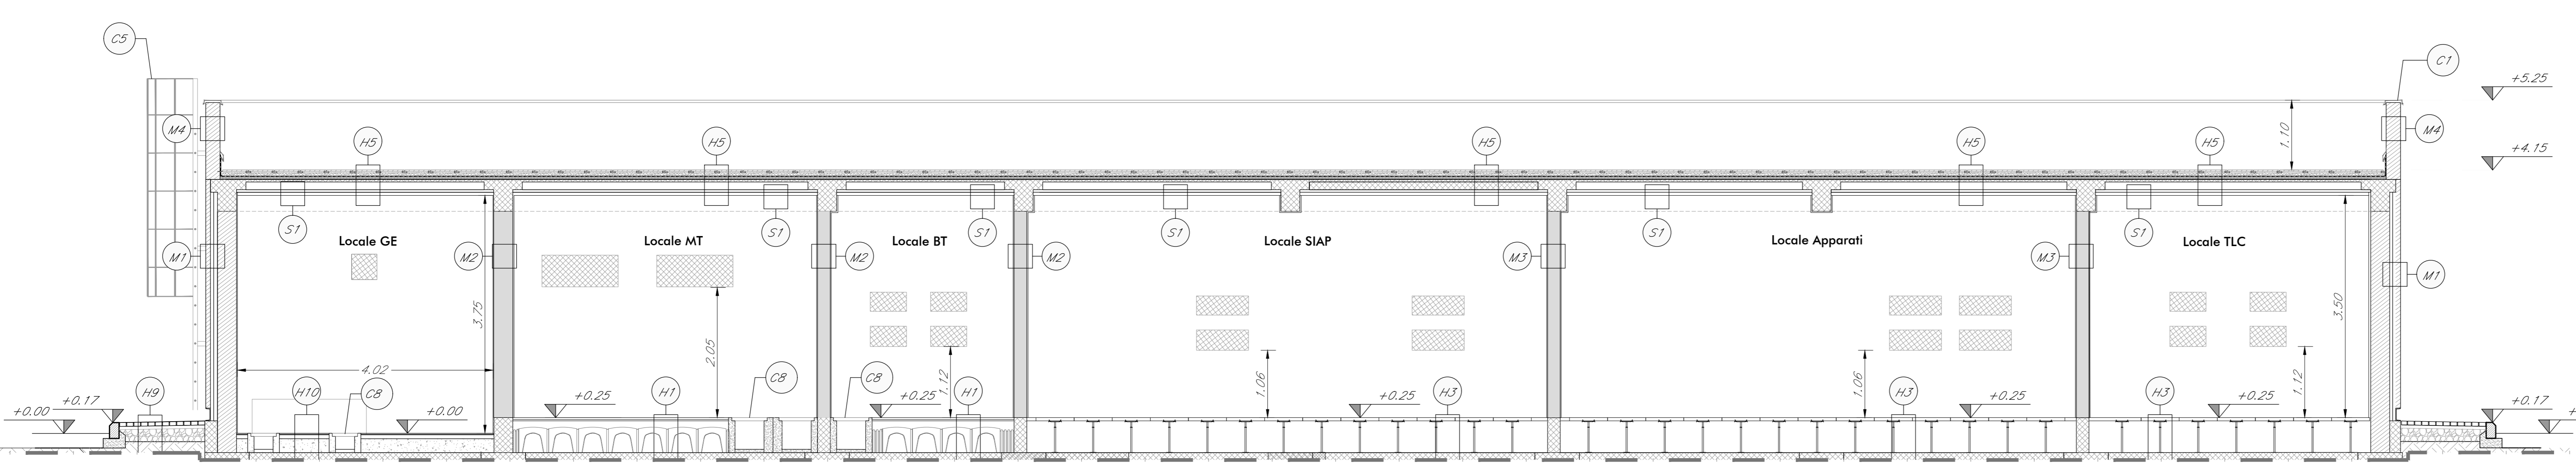 C5
C1
+5.25
M4
H5
H5
H5
H5
H5
1.10
M4
+4.15
S1
S1
S1
S1
S1
S1
M1
Locale GE
M2
Locale MT
M2
Locale BT
M2
Locale SIAP
M3
Locale Apparati
M3
Locale TLC
M1
3.75
2.05
3.50
4.02
C8
C8
1.12
1.06
1.06
1.12
H9
H10
C8
H1
H1
H3
H3
H3
+0.00
+0.17
+0.00
+0.25
+0.25
+0.25
+0.25
+0.25
+0.17